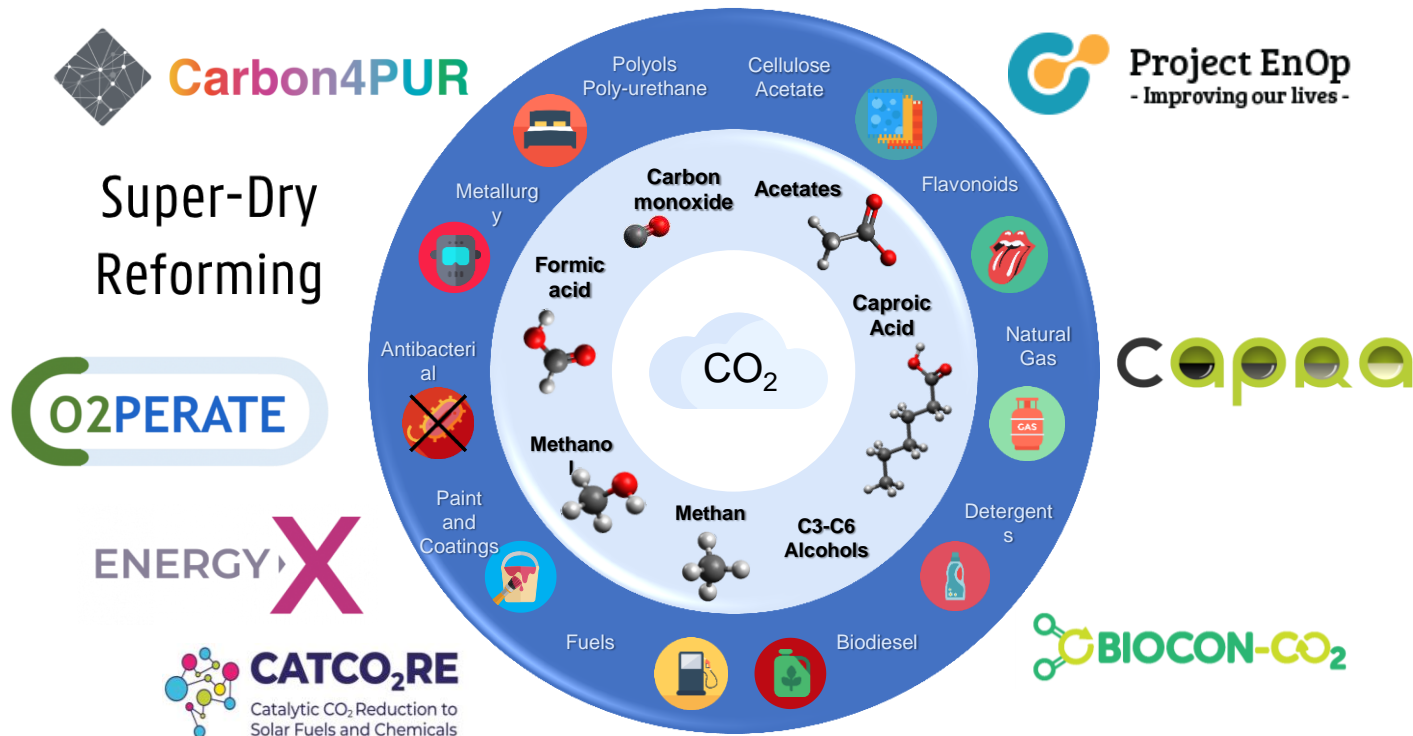 Carbon4PUR
Super-Dry
Reforming
O2PERATE
ENERGY X
CATCO₂RE
Catalytic CO₂ Reduction to
Solar Fuels and Chemicals
Polyols
Poly-urethane
Cellulose
Acetate
Metallurg
y
Flavonoids
Antibacteri
al
Natural
Gas
GAS
Paint
and
Coatings
Detergent
s
Fuels
Biodiesel
Carbon
monoxide
Acetates
Formic
acid
Caproic
Acid
CO₂
Methano
l
Methan
C3-C6
Alcohols
Project EnOp
- Improving our lives -
capra
BIOCON-CO₂